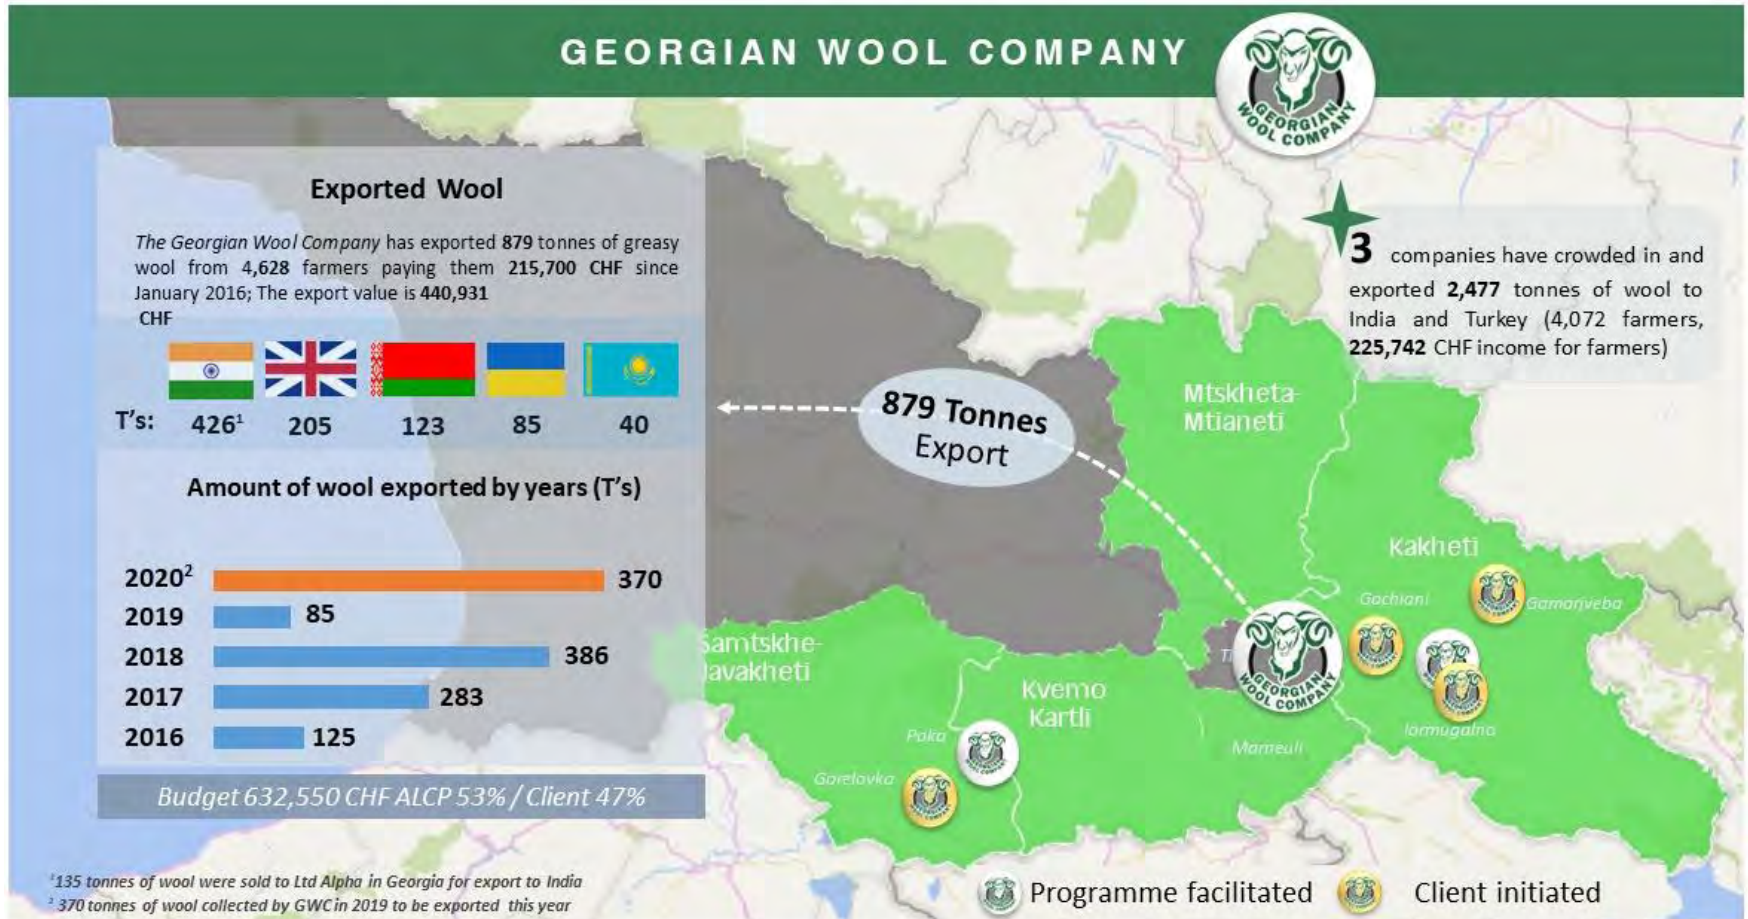 GEORGIAN WOOL COMPANY
GEORGIAN
WOOL COMPANY
Exported Wool
The Georgian Wool Company has exported 879 tonnes of greasy
wool from 4,628 farmers paying them 215,700 CHF since
January 2016; The export value is 440,931
CHF
T's: 426¹ 205 123 85 40
Amount of wool exported by years (T's)
2020² 370
2019 85
2018 386
2017 283
2016 125
Budget 632,550 CHF ALCP 53% / Client 47%
¹135 tonnes of wool were sold to Ltd Alpha in Georgia for export to India
² 370 tonnes of wool collected by GWC in 2019 to be exported this year
3 companies have crowded in and
exported 2,477 tonnes of wool to
India and Turkey (4,072 farmers,
225,742 CHF income for farmers)
879 Tonnes
Export
Mtskheta-
Mtianeti
Kakheti
Gachiani
Gamarjveba
GEORGIAN
WOOL COMPANY
Iormugalno
Samtskhe-
Javakheti
Kvemo
Kartli
Marneuli
Paka
Gorelovka
Programme facilitated
Client initiated